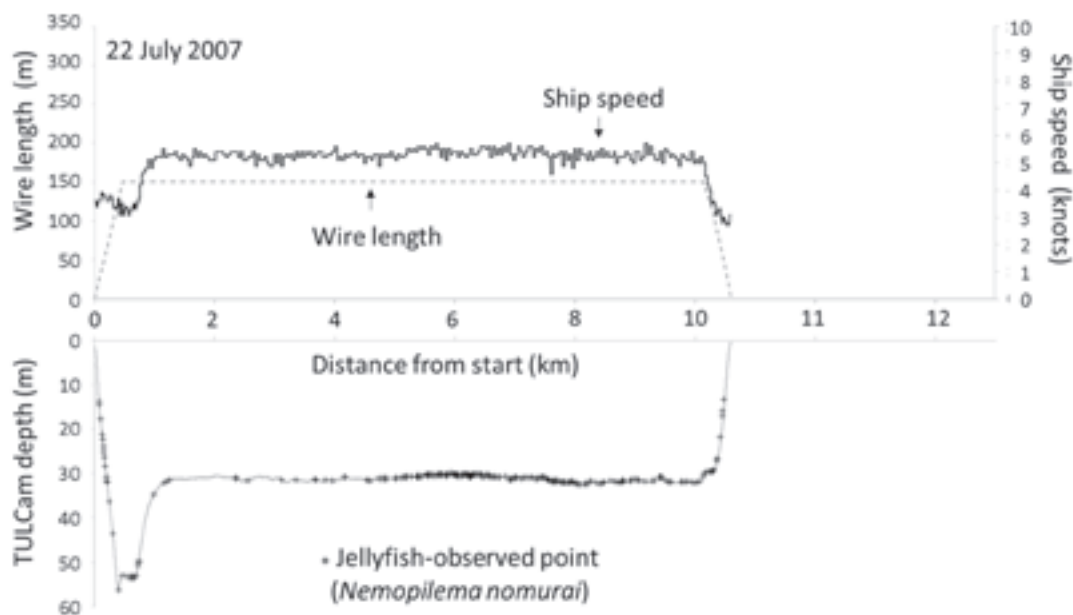 22 July 2007
Wire length (m)
350
300
250
200
150
100
50
0
Ship speed
Wire length
Ship speed (knots)
10
9
8
7
6
5
4
3
2
1
0
0 2 4 6 8 10 11 12
Distance from start (km)
TULCam depth (m)
0
10
20
30
40
50
60
Jellyfish-observed point
(Nemopilema nomurai)